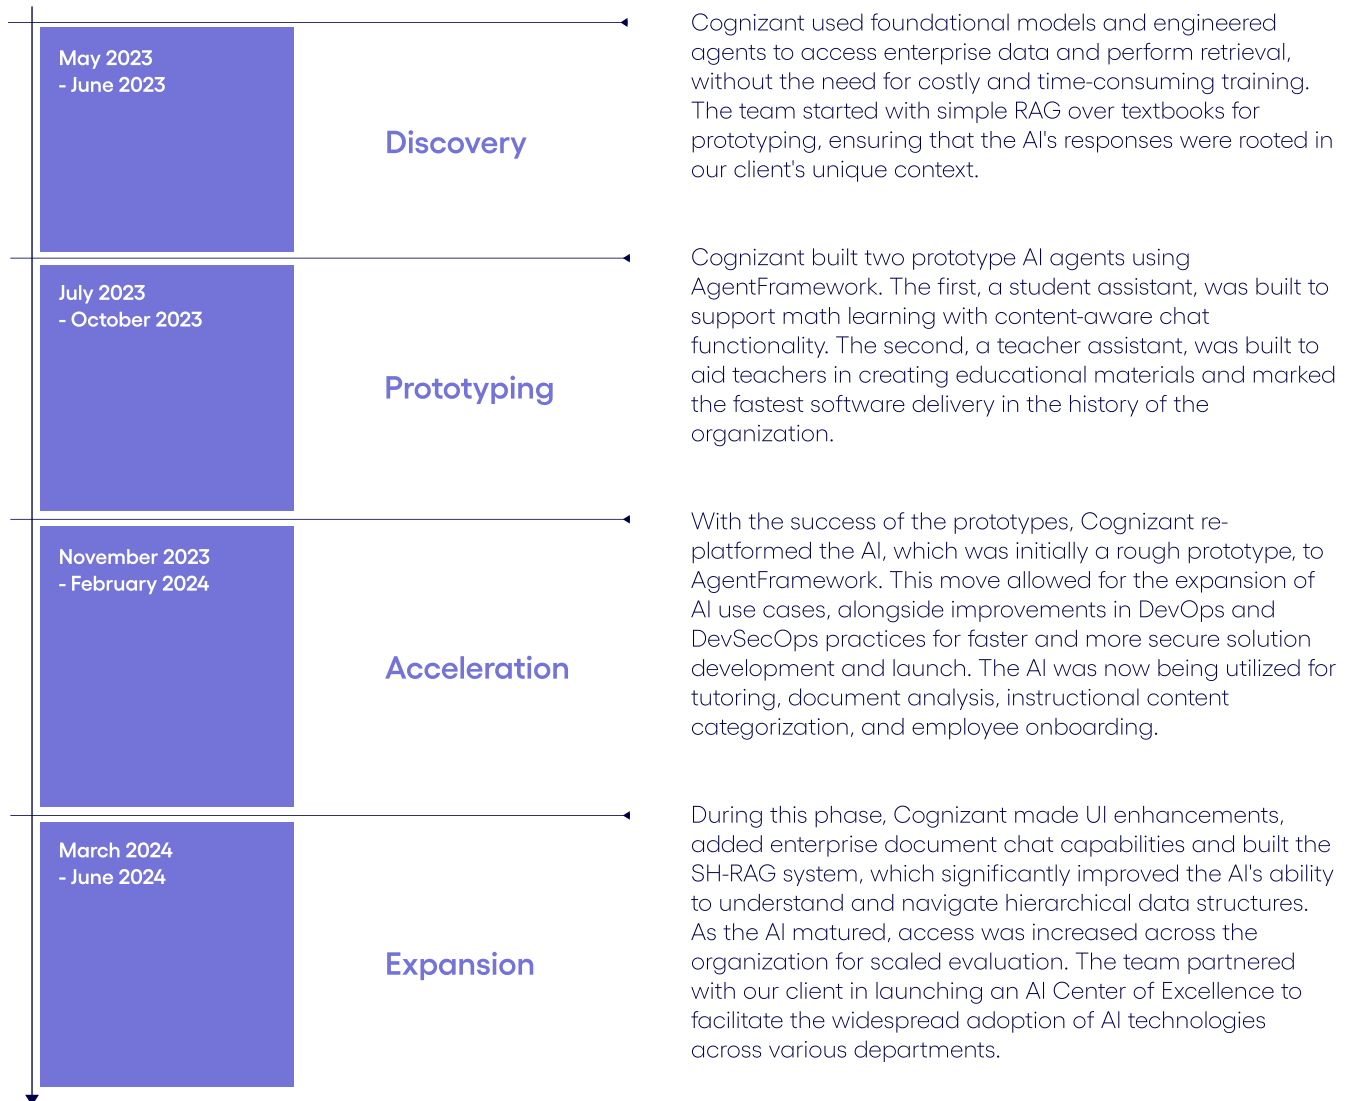 May 2023
- June 2023
Discovery
Cognizant used foundational models and engineered
agents to access enterprise data and perform retrieval,
without the need for costly and time-consuming training.
The team started with simple RAG over textbooks for
prototyping, ensuring that the AI's responses were rooted in
our client's unique context.
July 2023
- October 2023
Prototyping
Cognizant built two prototype AI agents using
AgentFramework. The first, a student assistant, was built to
support math learning with content-aware chat
functionality. The second, a teacher assistant, was built to
aid teachers in creating educational materials and marked
the fastest software delivery in the history of the
organization.
November 2023
- February 2024
Acceleration
With the success of the prototypes, Cognizant re-
platformed the AI, which was initially a rough prototype, to
AgentFramework. This move allowed for the expansion of
AI use cases, alongside improvements in DevOps and
DevSecOps practices for faster and more secure solution
development and launch. The AI was now being utilized for
tutoring, document analysis, instructional content
categorization, and employee onboarding.
March 2024
- June 2024
Expansion
During this phase, Cognizant made UI enhancements,
added enterprise document chat capabilities and built the
SH-RAG system, which significantly improved the AI's ability
to understand and navigate hierarchical data structures.
As the AI matured, access was increased across the
organization for scaled evaluation. The team partnered
with our client in launching an AI Center of Excellence to
facilitate the widespread adoption of AI technologies
across various departments.